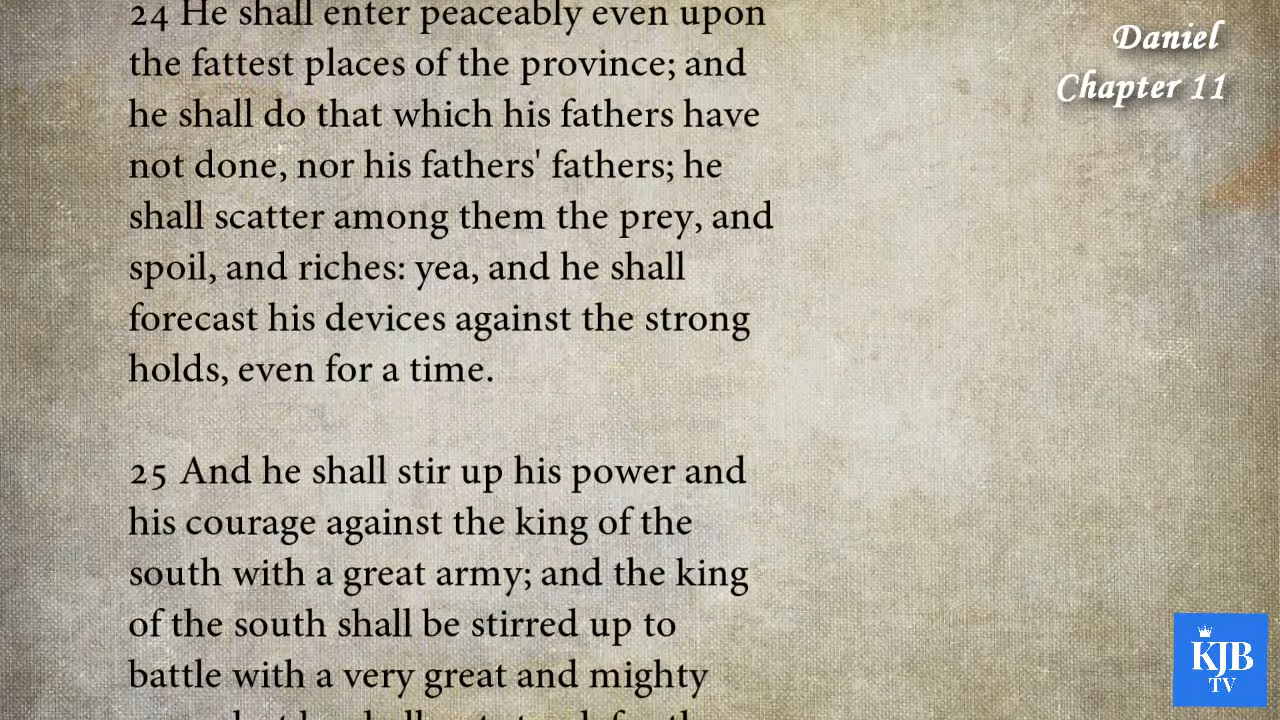 24 He shall enter peaceably even upon
the fattest places of the province; and
he shall do that which his fathers have
not done, nor his fathers' fathers; he
shall scatter among them the prey, and
spoil, and riches: yea, and he shall
forecast his devices against the strong
holds, even for a time.
25 And he shall stir up his power and
his courage against the king of the
south with a great army; and the king
of the south shall be stirred up to
battle with a very great and mighty
Daniel
Chapter 11
KJB
TV